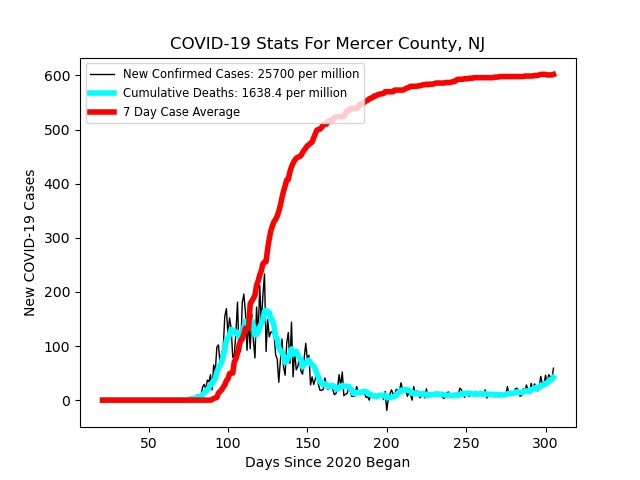 COVID-19 Stats For Mercer County, NJ
New Confirmed Cases: 25700 per million
Cumulative Deaths: 1638.4 per million
7 Day Case Average
600
500
400
300
200
100
0
New COVID-19 Cases
50 100 150 200 250 300
Days Since 2020 Began